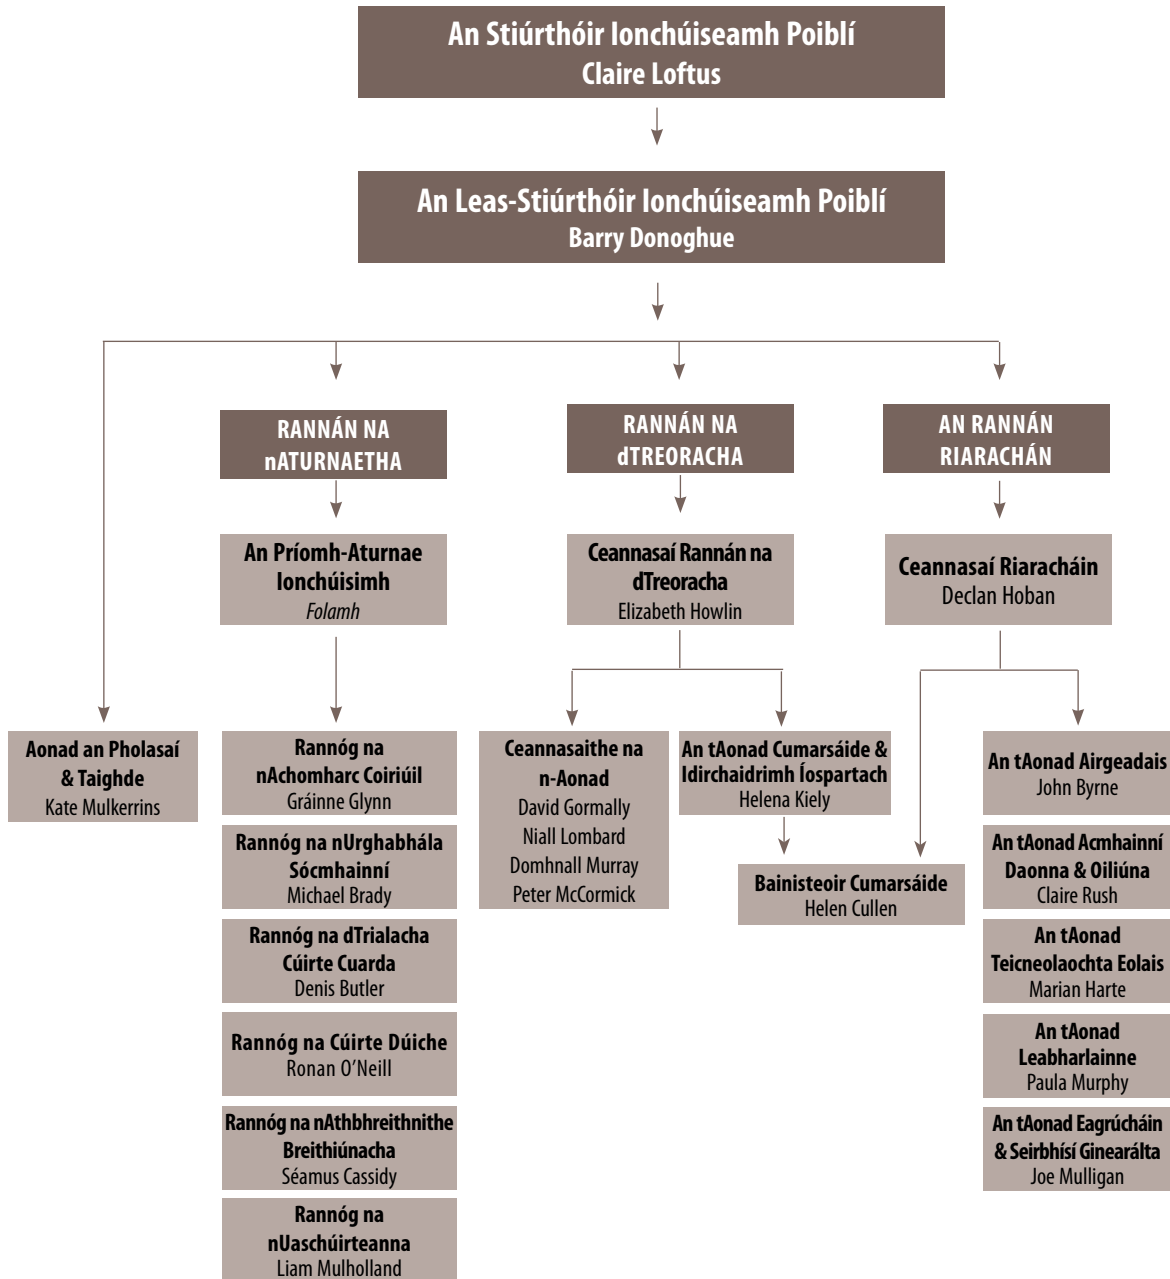 An Stiúrthóir Ionchúiseamh Poiblí
Claire Loftus
An Leas-Stiúrthóir Ionchúiseamh Poiblí
Barry Donoghue
RANNÁN NA
nATURNAETHA
RANNÁN NA
dTREORACHA
AN RANNÁN
RIARACHÁN
An Príomh-Aturnae
Ionchúisimh
Folamh
Ceannasaí Rannán na
dTreoracha
Elizabeth Howlin
Ceannasaí Riaracháin
Declan Hoban
Aonad an Pholasaí
& Taighde
Kate Mulkerrins
Rannóg na
nAchomharc Coiriúil
Gráinne Glynn
Rannóg na nUrghabhála
Sócmhainní
Michael Brady
Rannóg na dTrialacha
Cúirte Cuarda
Denis Butler
Rannóg na Cúirte Dúiche
Ronan O'Neill
Rannóg na nAthbhreithnithe
Breithiúnacha
Séamus Cassidy
Rannóg na
nUaschúirteanna
Liam Mulholland
Ceannasaithe na
n-Aonad
David Gormally
Niall Lombard
Domhnall Murray
Peter McCormick
An tAonad Cumarsáide &
Idirchaidrimh Íospartach
Helena Kiely
Bainisteoir Cumarsáide
Helen Cullen
An tAonad Airgeadais
John Byrne
An tAonad Acmhainní
Daonna & Oiliúna
Claire Rush
An tAonad
Teicneolaochta Eolais
Marian Harte
An tAonad
Leabharlainne
Paula Murphy
An tAonad Eagrúcháin
& Seirbhísí Ginearálta
Joe Mulligan